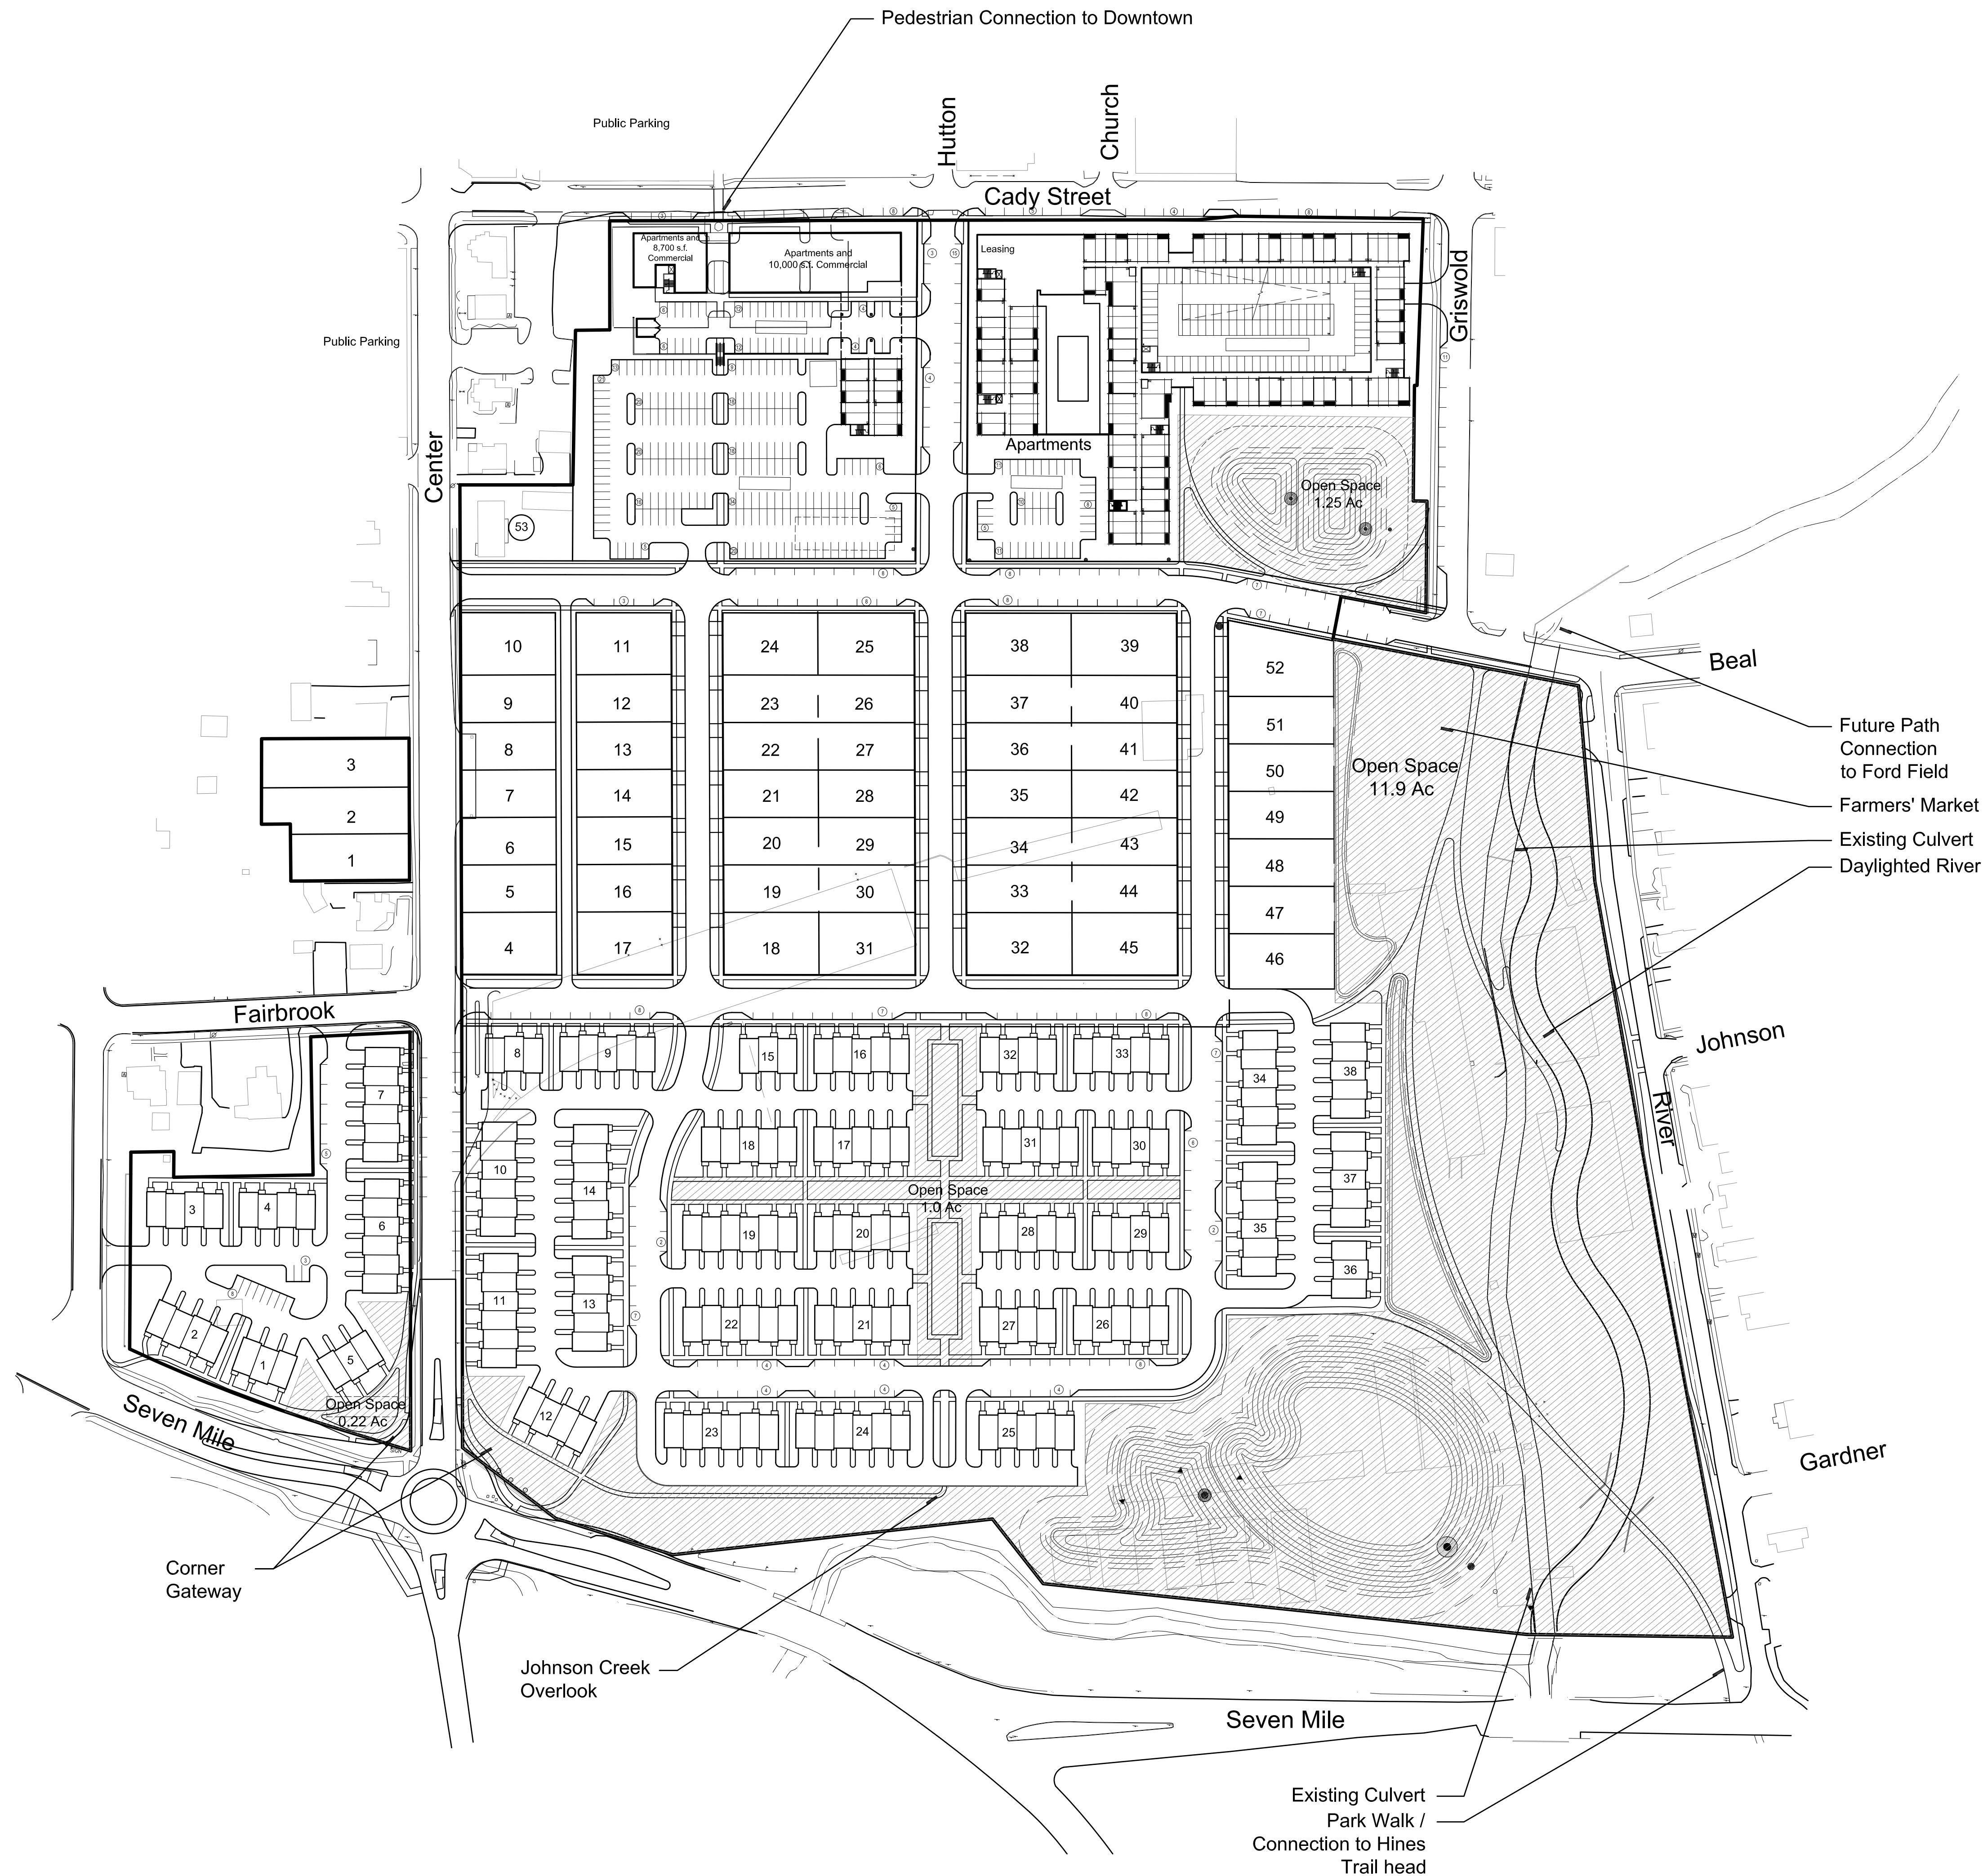 Pedestrian Connection to Downtown
Public Parking
Hutton
Church
Cady Street
Apartments and
8,700 s.f.
Commercial
Apartments and
10,000 s.f. Commercial
Leasing
Griswold
Public Parking
Center
Apartments
Open Space
1.25 Ac
53
10
11
24
25
38
39
52
Beal
9
12
23
26
37
40
51
Future Path
Connection
to Ford Field
3
8
13
22
27
36
41
50
Open Space
11.9 Ac
Farmers' Market
2
7
14
21
28
35
42
49
Existing Culvert
1
6
15
20
29
34
43
48
Daylighted River
5
16
19
30
33
44
47
4
17
18
31
32
45
46
Fairbrook
Johnson
River
8
9
15
16
32
33
34
38
7
18
17
31
30
10
14
37
Open Space
1.0 Ac
3
4
6
19
20
28
29
35
36
11
13
22
21
27
26
2
1
5
Open Space
0.22 Ac
Seven Mile
12
23
24
25
Gardner
Corner
Gateway
Johnson Creek
Overlook
Seven Mile
Existing Culvert
Park Walk /
Connection to Hines
Trail head